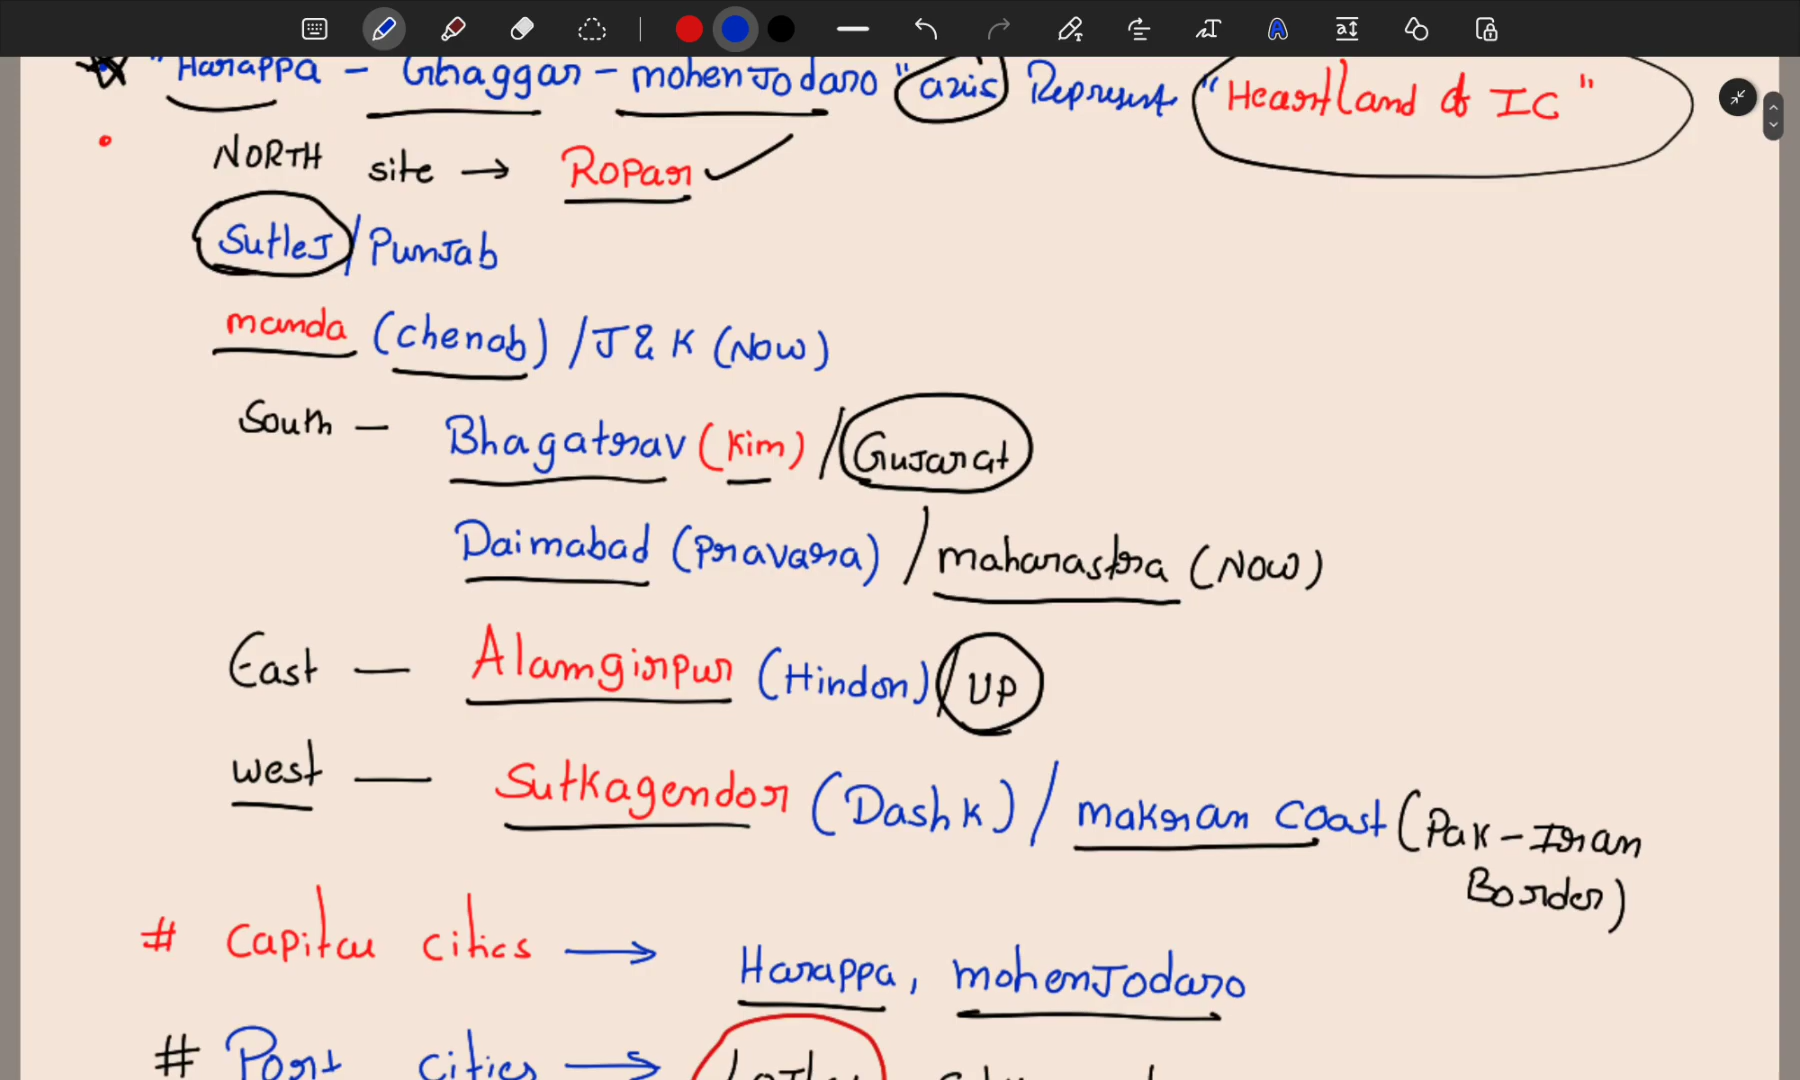 "Harappa - Ghaggar - mohenJodaro "axis Represent "Heartland of IC"
NORTH site → Ropar
SutleJ / PunJab
manda (chenab) / J & K (Now)
South - Bhagatrav (Kim) / GuJarat
Daimabad (Pravara) / maharastra (Now)
East - Alamgirpur (Hindon) / UP
west - Sutkagendor (Dashk) / makran coast (Pak - Iran
Border)
# Capital cities → Harappa, mohenJodaro
# Port cities →